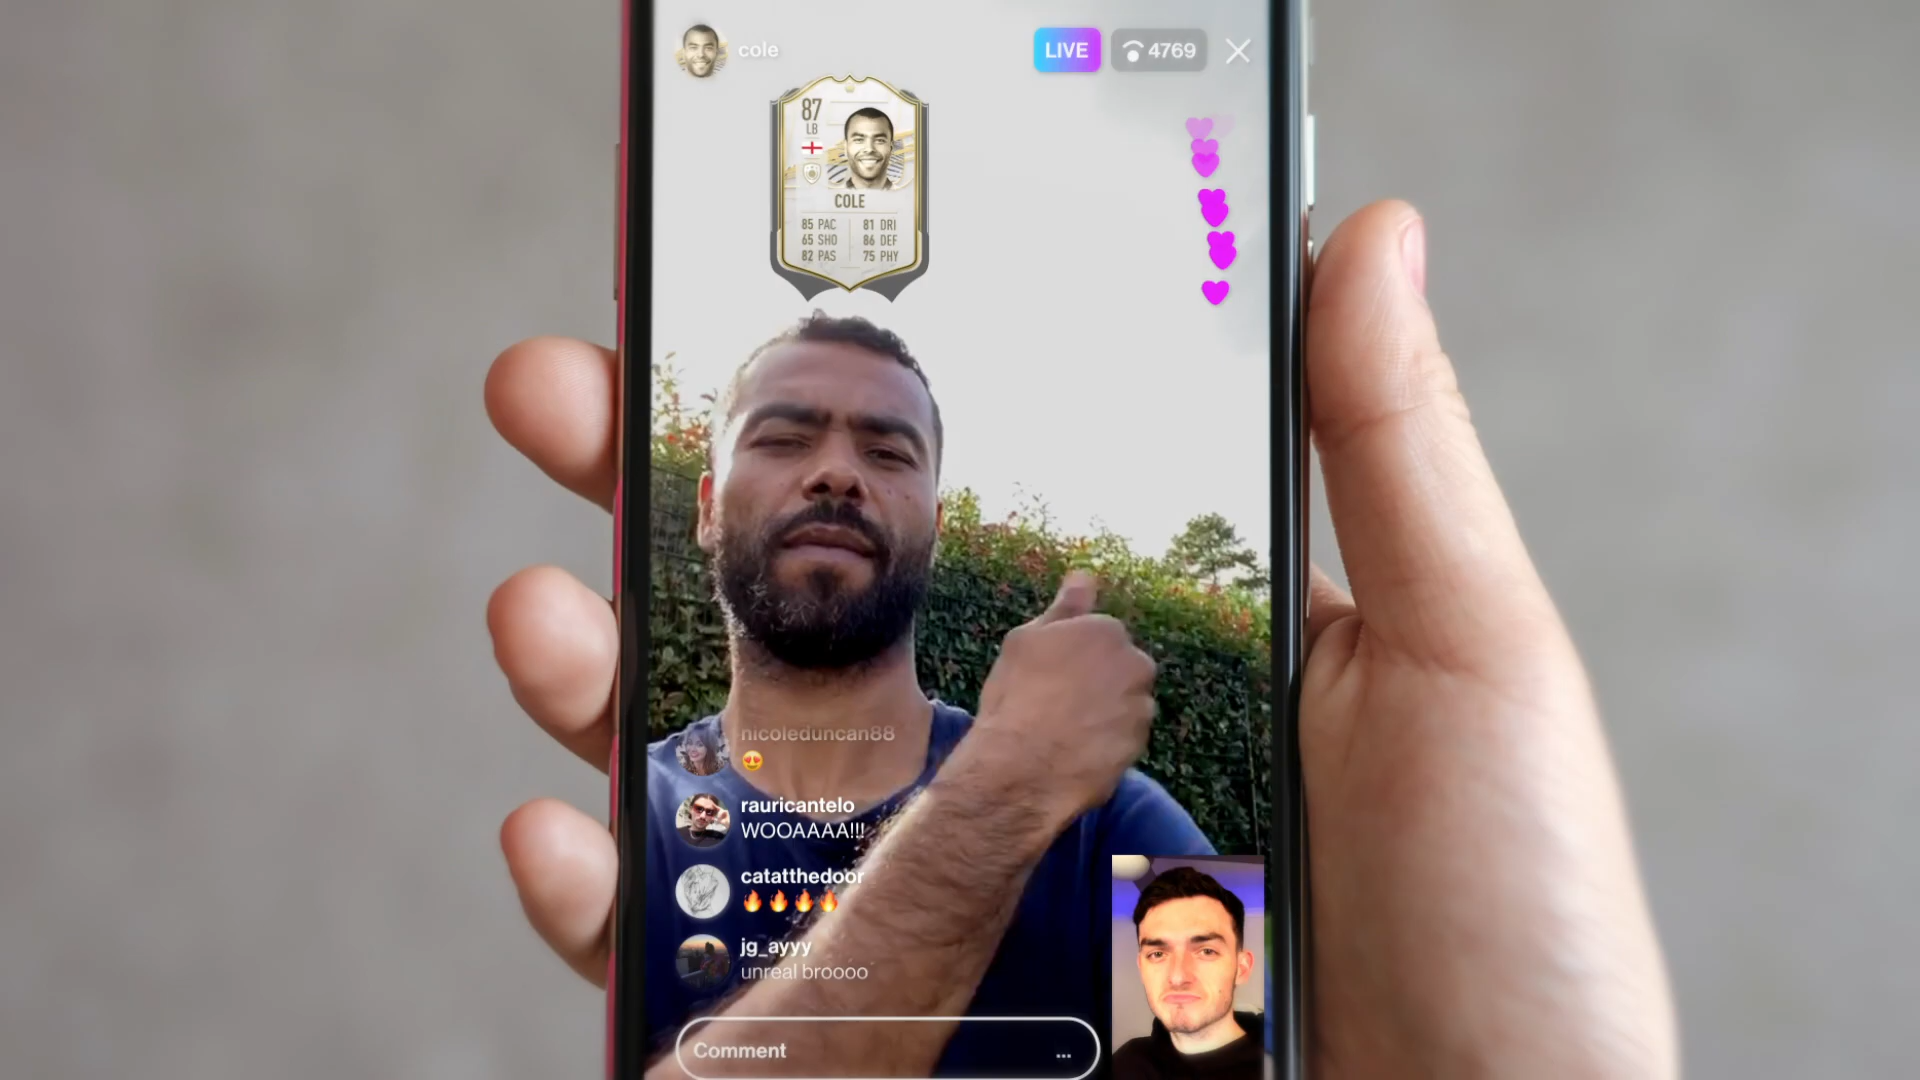 cole
LIVE
4769
87
LB
COLE
85 PAC 81 DRI
65 SHO 86 DEF
82 PAS 75 PHY
nicoleduncan88
😍
rauricantelo
WOOAAAA!!!
catatthedoor
🔥🔥🔥🔥
jg_ayyy
unreal broooo
Comment ...